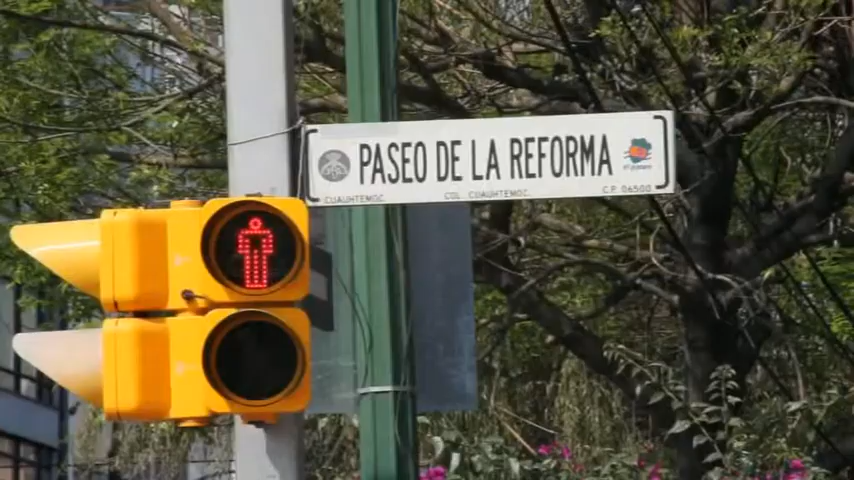 PASEO DE LA REFORMA
CUAUHTEMOC. COL. CUAUHTEMOC. C.P. 06500